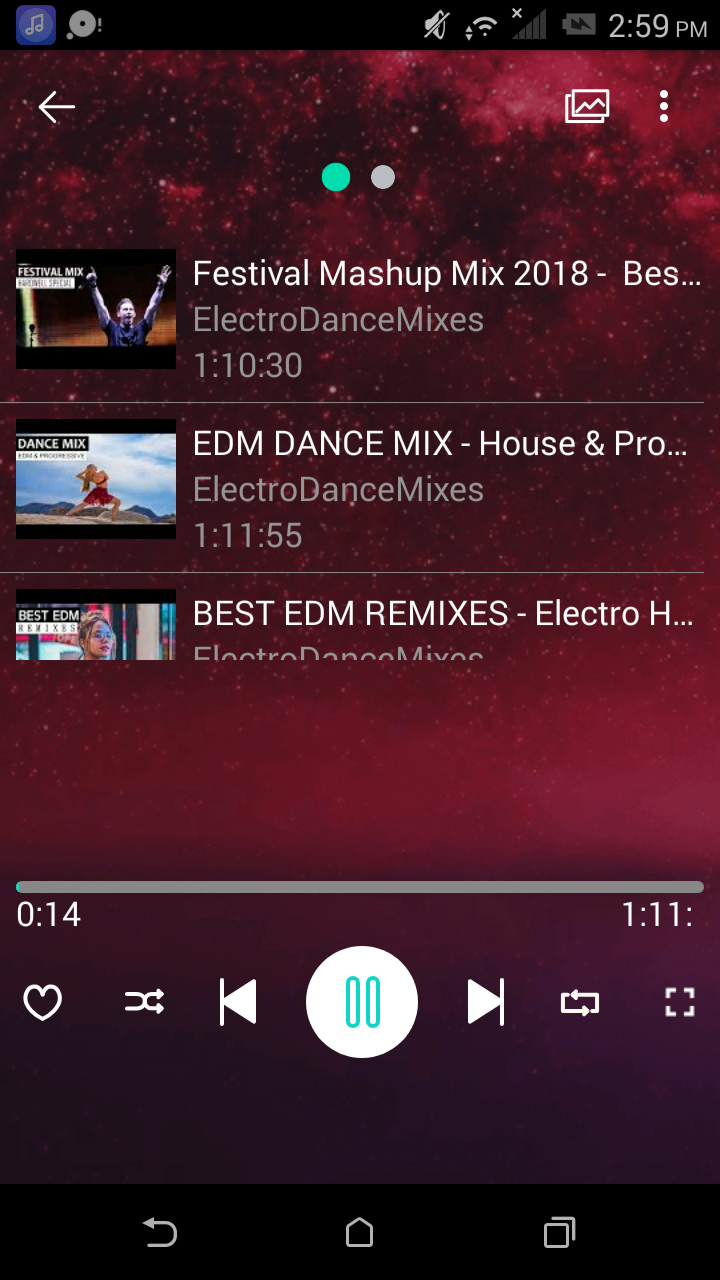 2:59 PM
FESTIVAL MIX
HARDWELL SPECIAL
Festival Mashup Mix 2018 - Bes...
ElectroDanceMixes
1:10:30
DANCE MIX
EDM & PROGRESSIVE
EDM DANCE MIX - House & Pro...
ElectroDanceMixes
1:11:55
BEST EDM
REMIXES
BEST EDM REMIXES - Electro H...
ElectroDanceMixes
0:14
1:11: